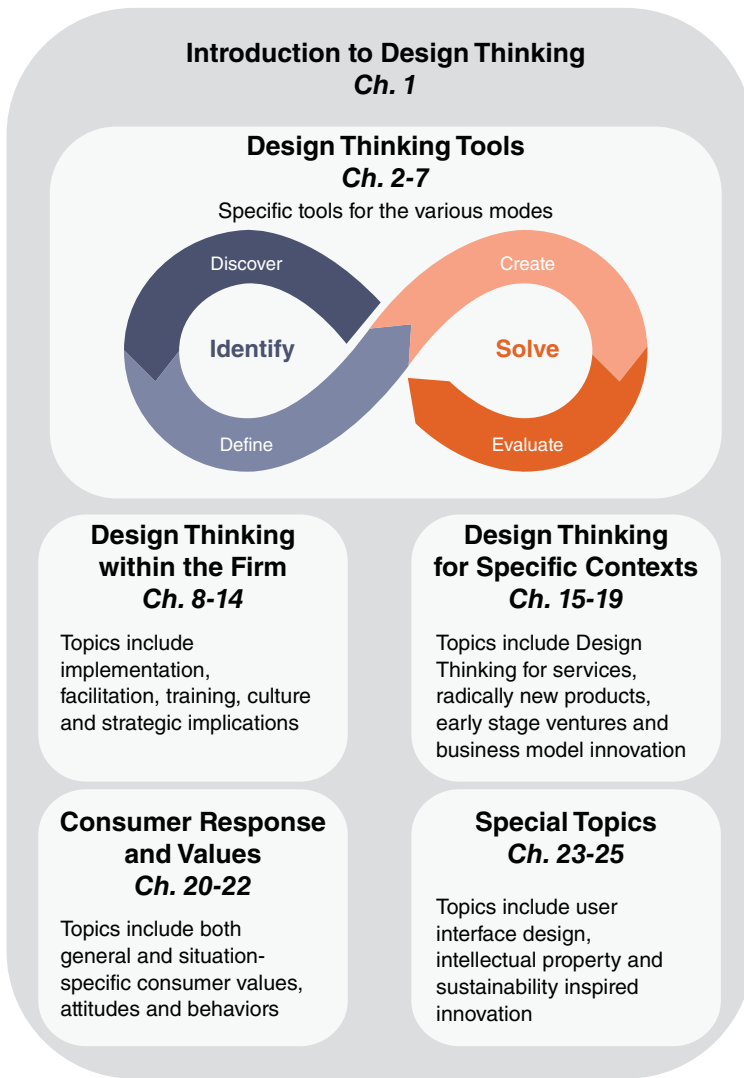 Introduction to Design Thinking
Ch. 1
Design Thinking Tools
Ch. 2-7
Specific tools for the various modes
Discover
Create
Identify
Solve
Define
Evaluate
Design Thinking
within the Firm
Ch. 8-14
Topics include
implementation,
facilitation, training, culture
and strategic implications
Design Thinking
for Specific Contexts
Ch. 15-19
Topics include Design
Thinking for services,
radically new products,
early stage ventures and
business model innovation
Consumer Response
and Values
Ch. 20-22
Topics include both
general and situation-
specific consumer values,
attitudes and behaviors
Special Topics
Ch. 23-25
Topics include user
interface design,
intellectual property and
sustainability inspired
innovation